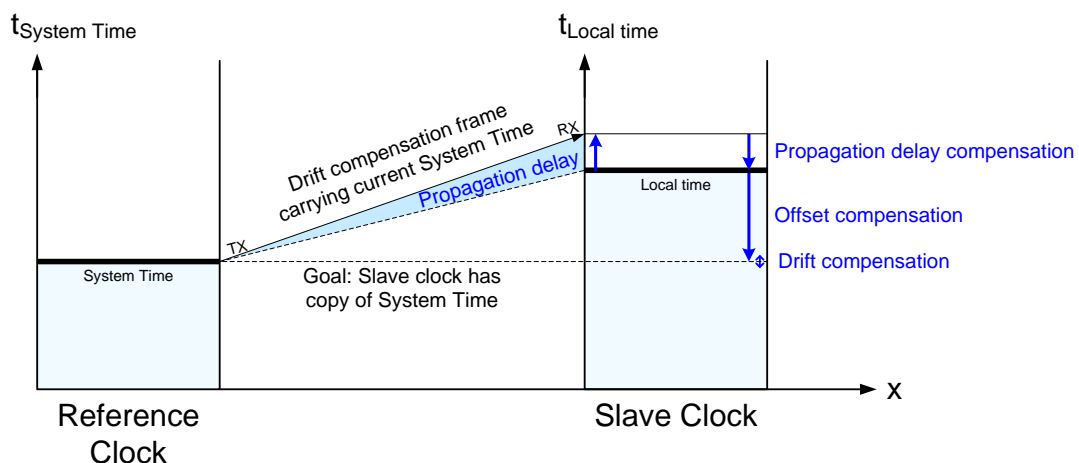 tSystem Time
tLocal time
Drift compensation frame
carrying current System Time
RX
Propagation delay
TX
Propagation delay compensation
Local time
Offset compensation
System Time
Goal: Slave clock has
copy of System Time
Drift compensation
x
Reference
Clock
Slave Clock